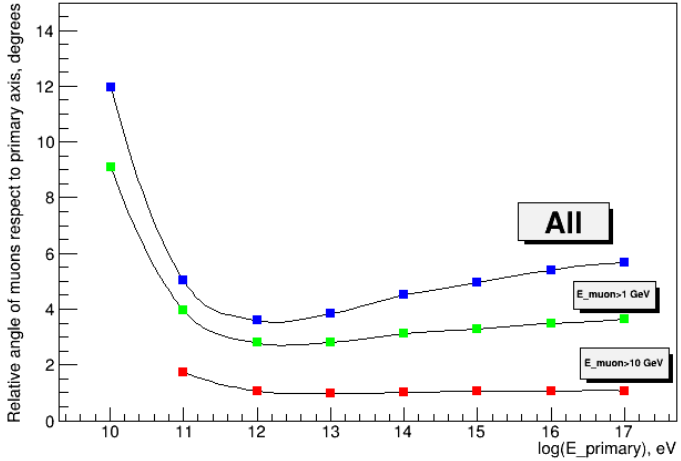 Relative angle of muons respect to primary axis, degrees
14
12
10
8
6
4
2
0
All
E_muon>1 GeV
E_muon>10 GeV
10 11 12 13 14 15 16 17
log(E_primary), eV